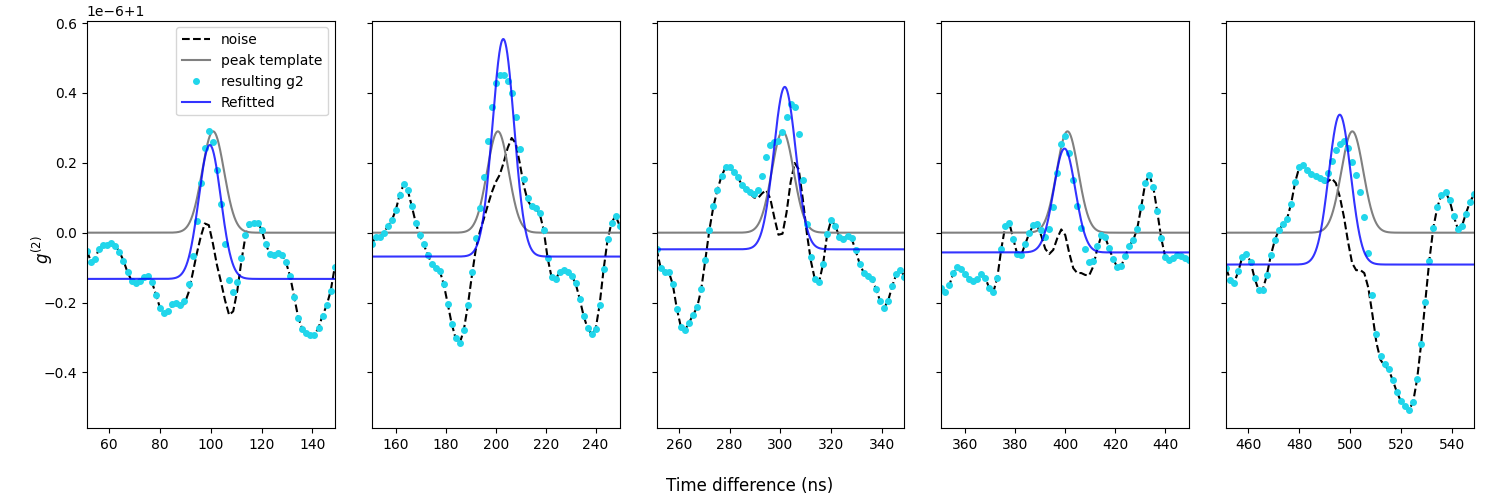 1e−6+1
0.6
0.4
0.2
0.0
−0.2
−0.4
g(2)
noise
peak template
resulting g2
Refitted
60 80 100 120 140
160 180 200 220 240
260 280 300 320 340
360 380 400 420 440
460 480 500 520 540
Time difference (ns)